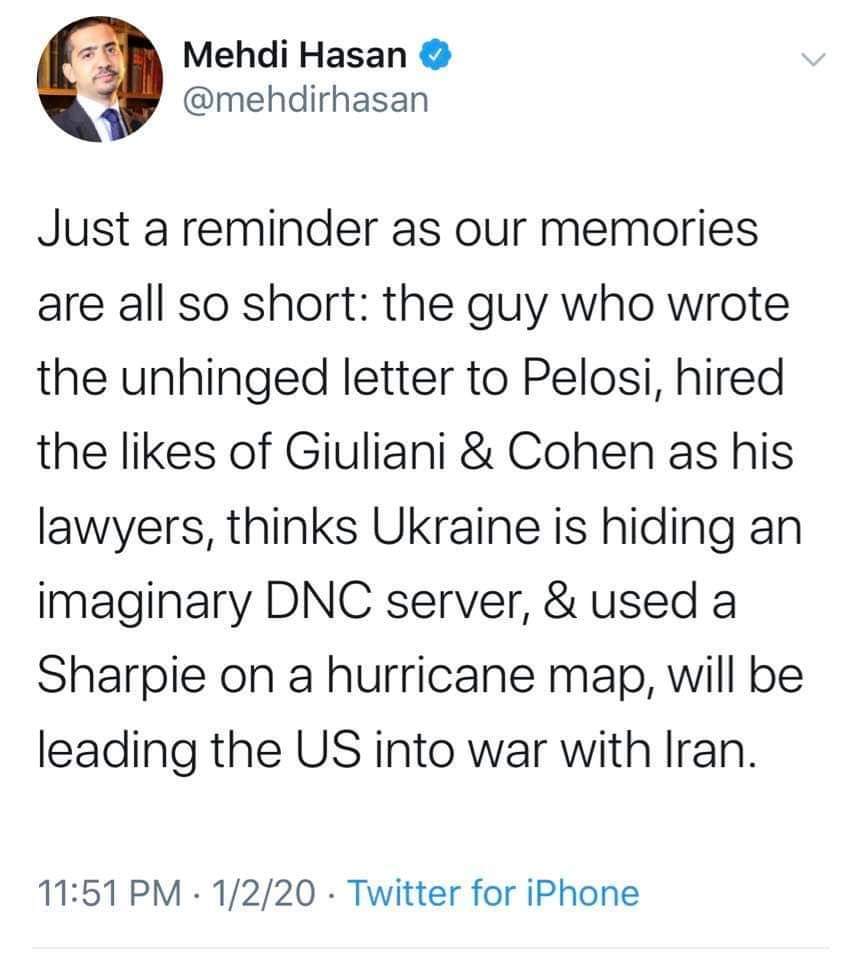 Mehdi Hasan
@mehdirhasan
Just a reminder as our memories
are all so short: the guy who wrote
the unhinged letter to Pelosi, hired
the likes of Giuliani & Cohen as his
lawyers, thinks Ukraine is hiding an
imaginary DNC server, & used a
Sharpie on a hurricane map, will be
leading the US into war with Iran.
11:51 PM · 1/2/20 · Twitter for iPhone